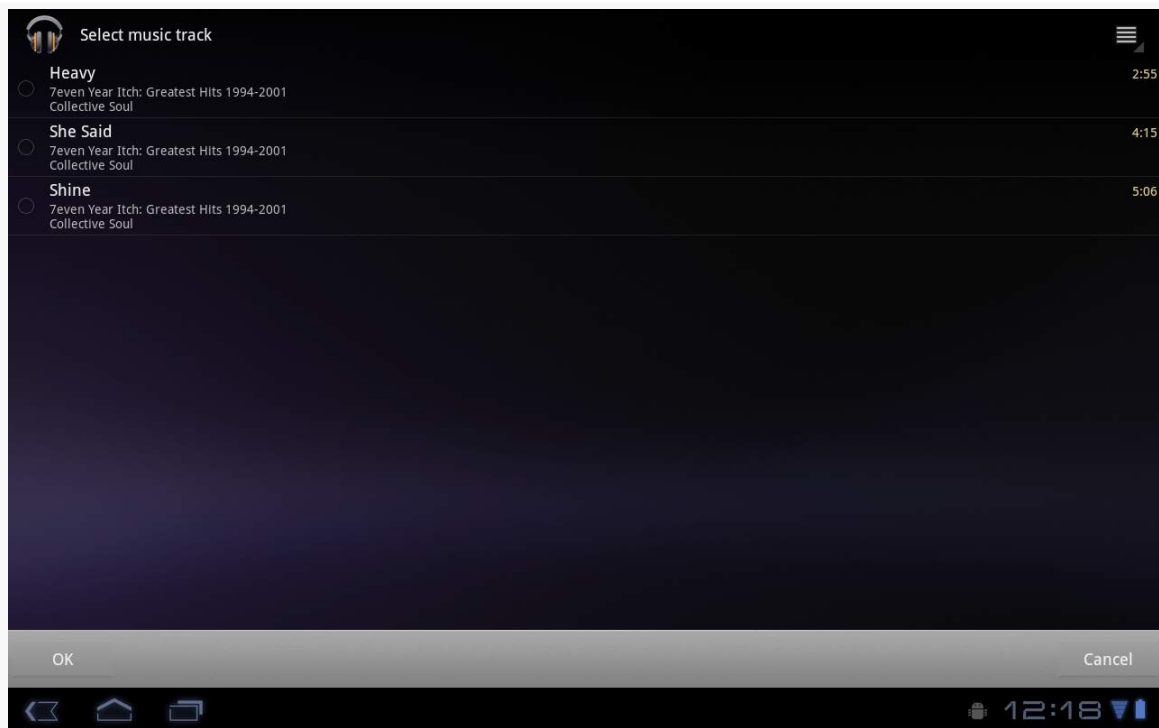 Select music track
Heavy 2:55
7even Year Itch: Greatest Hits 1994-2001
Collective Soul
She Said 4:15
7even Year Itch: Greatest Hits 1994-2001
Collective Soul
Shine 5:06
7even Year Itch: Greatest Hits 1994-2001
Collective Soul
OK Cancel
12:18